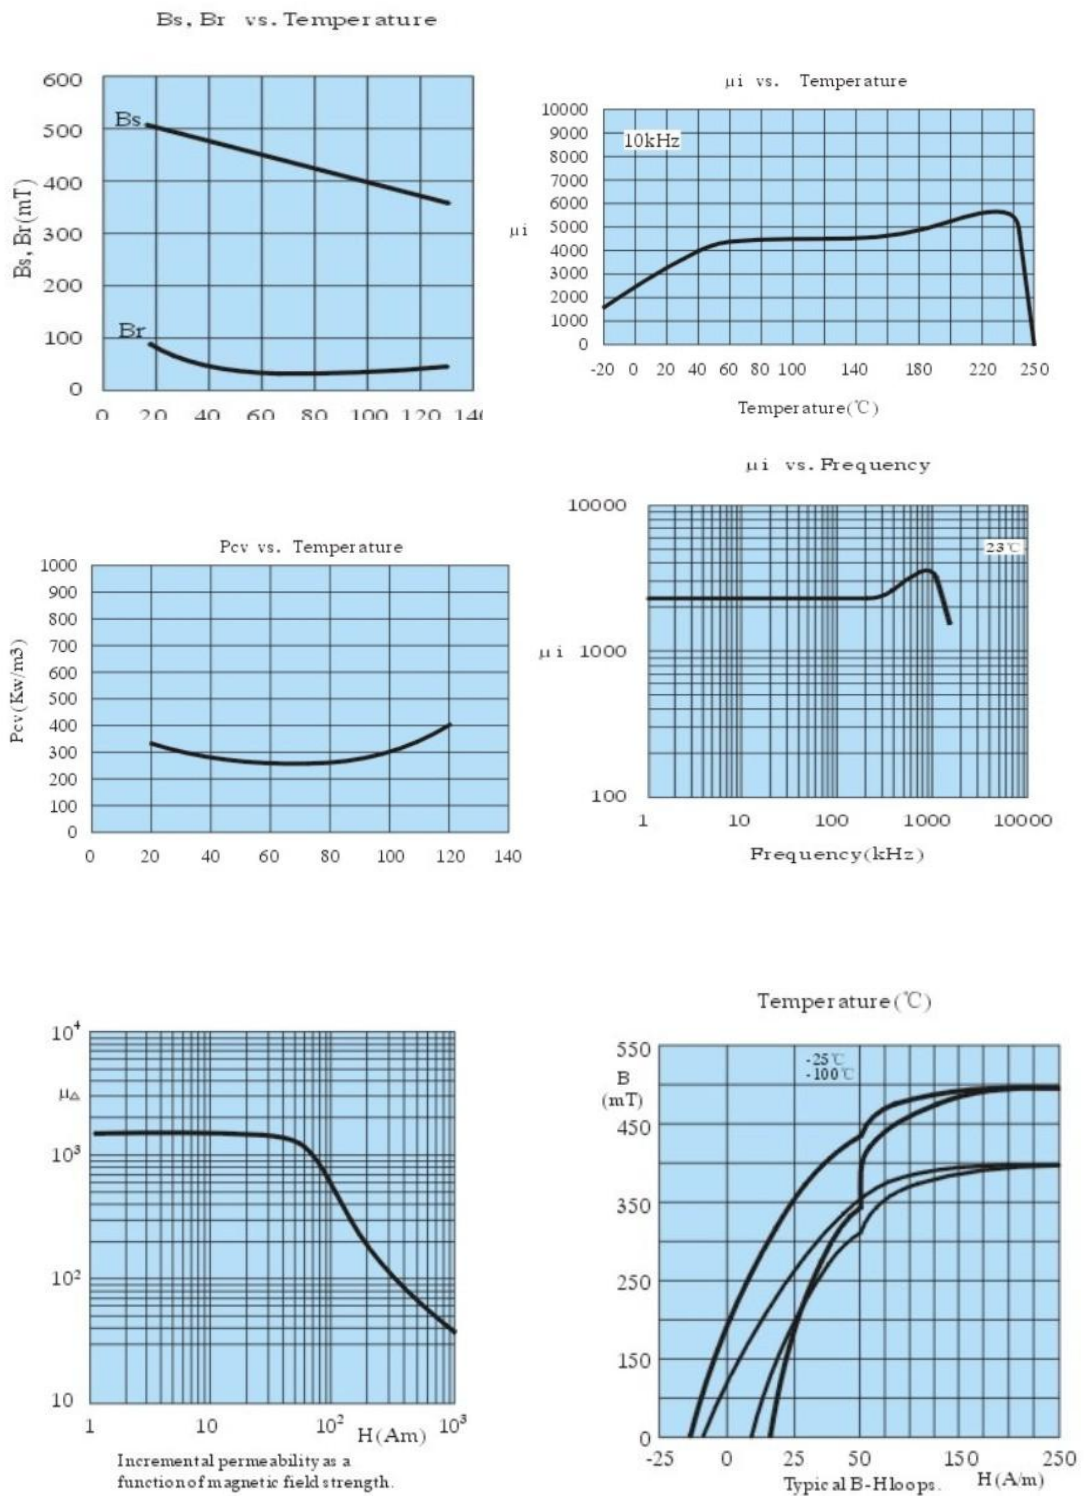 Bs, Br vs. Temperature
600
500
400
300
200
100
0
Bs, Br(mT)
Bs
Br
0 20 40 60 80 100 120 140
μi vs. Temperature
10000
9000
8000
7000
6000
5000
4000
3000
2000
1000
0
μi
10kHz
-20 0 20 40 60 80 100 140 180 220 250
Temperature(℃)
Pcv vs. Temperature
1000
900
800
700
600
500
400
300
200
100
0
Pcv(Kw/m3)
0 20 40 60 80 100 120 140
μi vs. Frequency
10000
μi 1000
100
23℃
1 10 100 1000 10000
Frequency(kHz)
10⁴
μ△
10³
10²
10
1 10 10² 10³
H(Am)
Incremental permeability as a
function of magnetic field strength.
Temperature(℃)
550
B
(mT)
450
350
250
150
0
-25℃
-100℃
-25 0 25 50 150 250
Typical B-H loops. H(A/m)